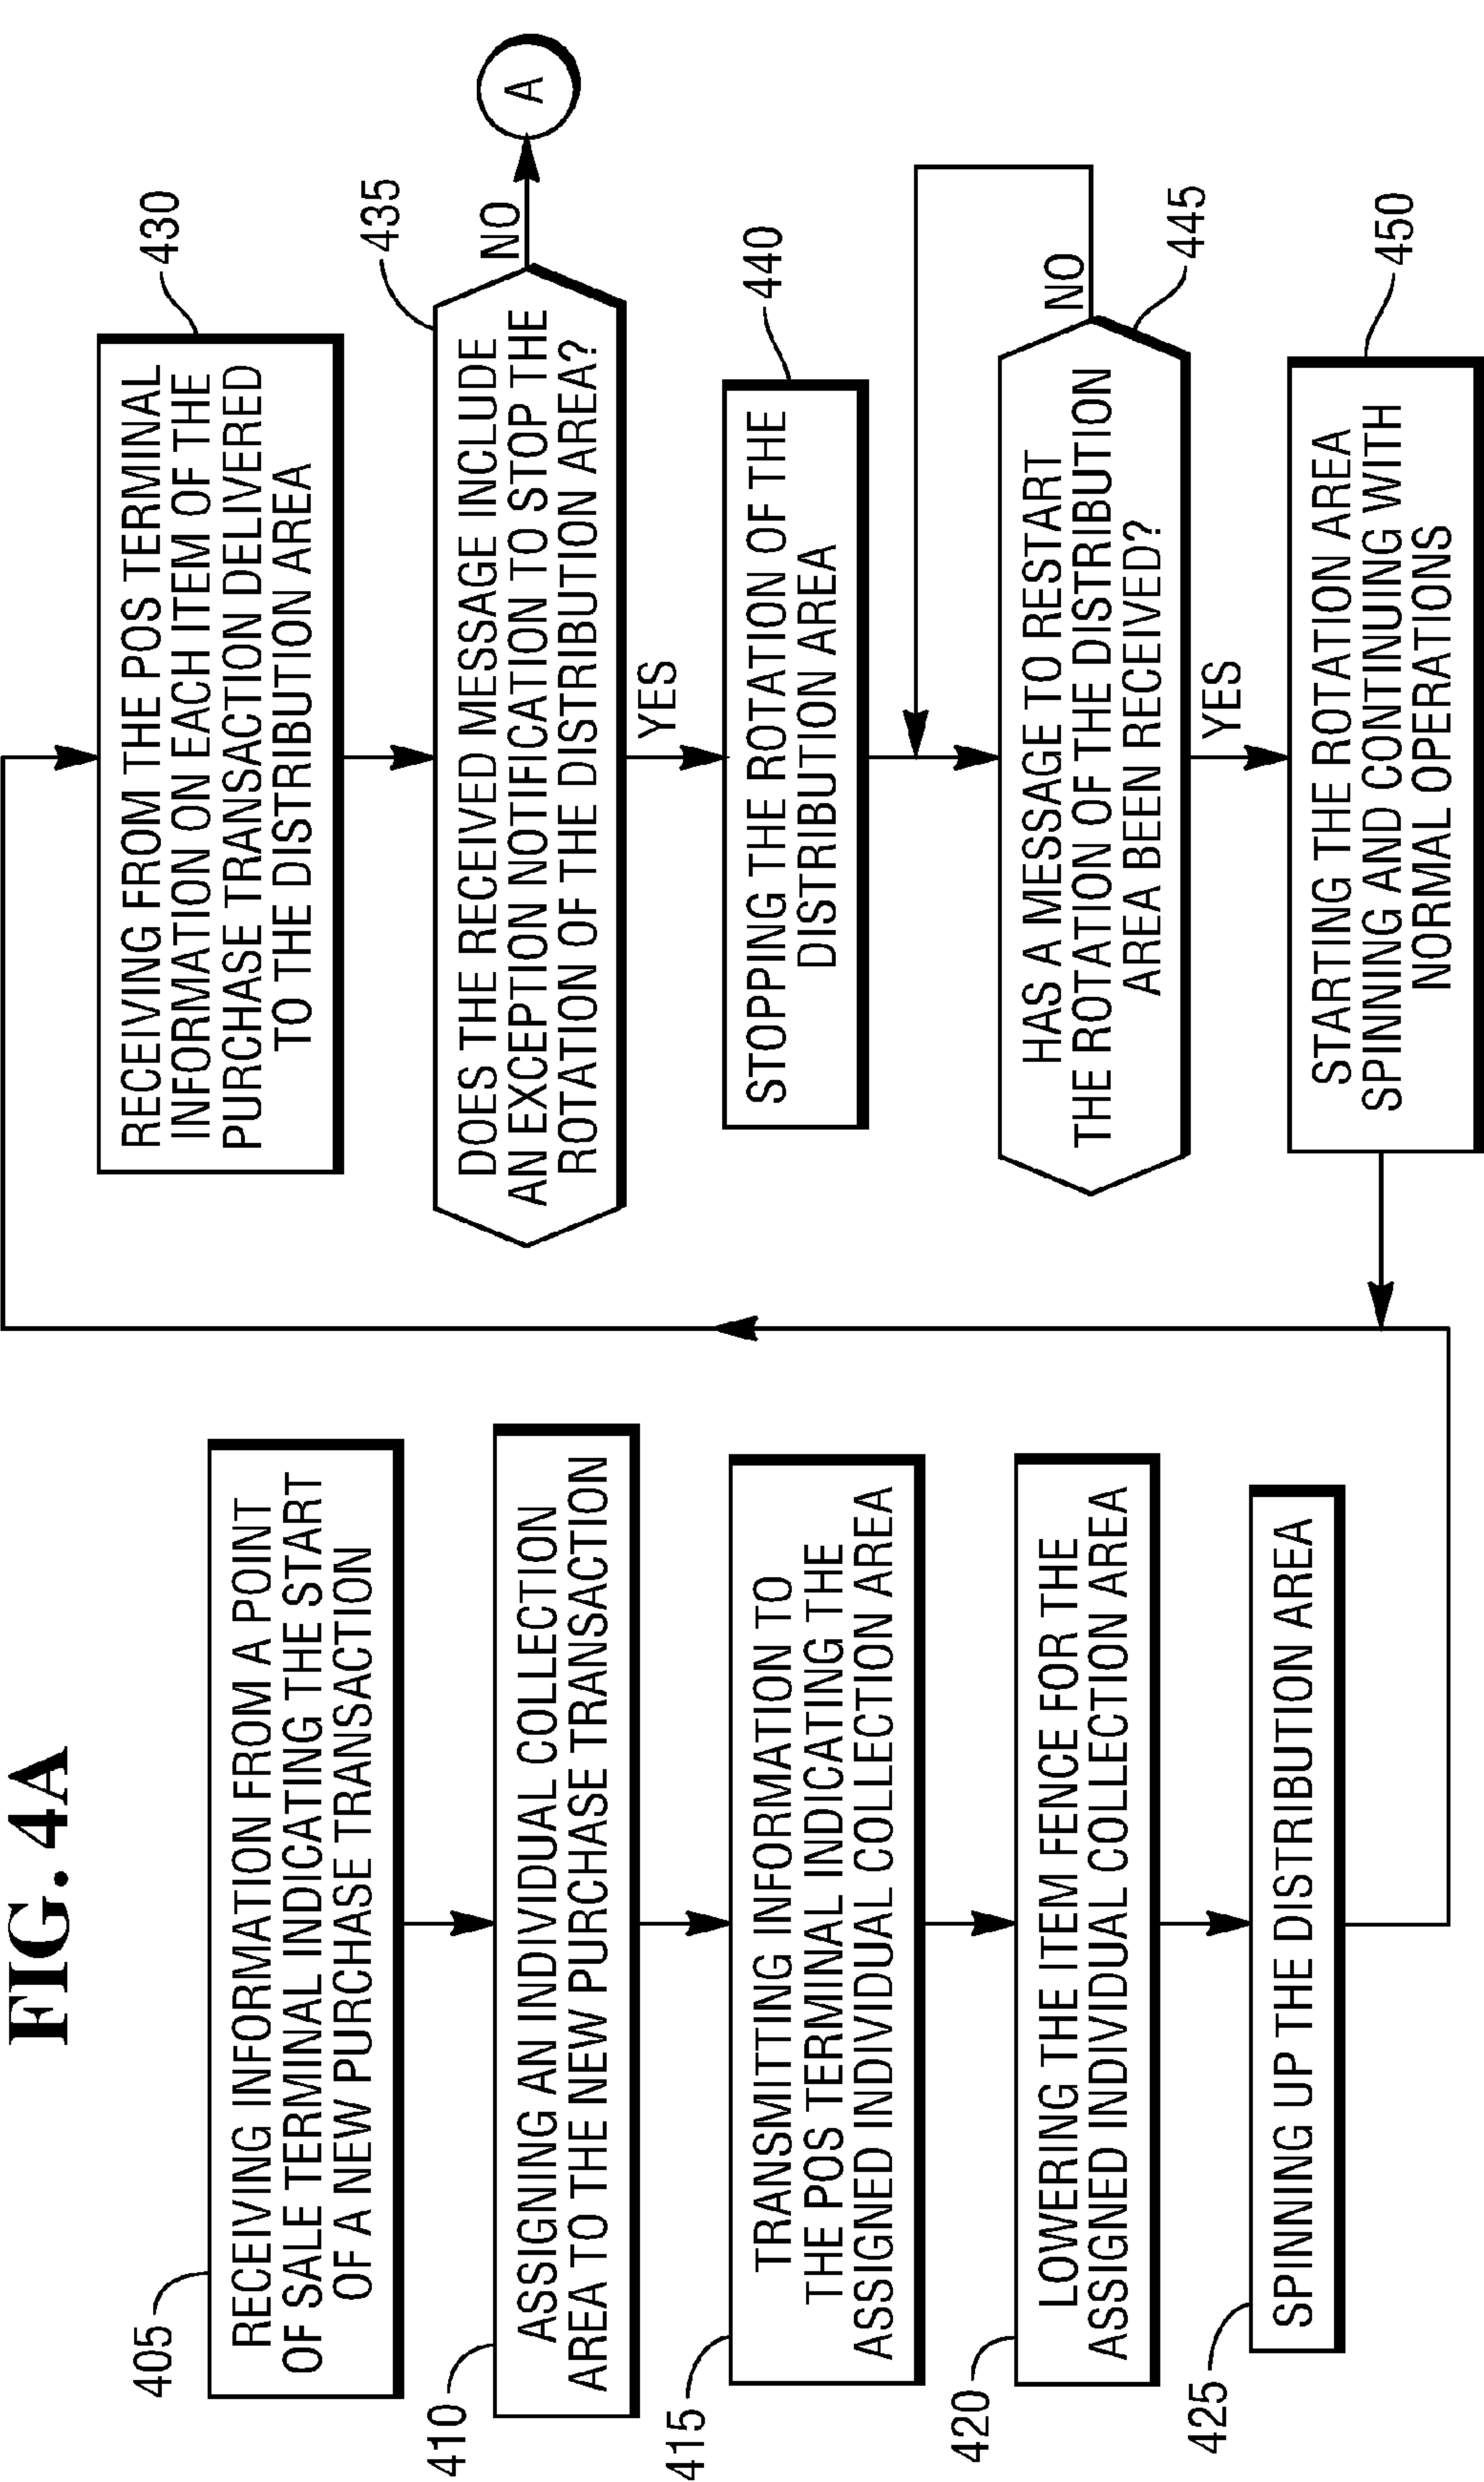 FIG. 4A
405
RECEIVING INFORMATION FROM A POINT
OF SALE TERMINAL INDICATING THE START
OF A NEW PURCHASE TRANSACTION
410
ASSIGNING AN INDIVIDUAL COLLECTION
AREA TO THE NEW PURCHASE TRANSACTION
415
TRANSMITTING INFORMATION TO
THE POS TERMINAL INDICATING THE
ASSIGNED INDIVIDUAL COLLECTION AREA
420
LOWERING THE ITEM FENCE FOR THE
ASSIGNED INDIVIDUAL COLLECTION AREA
425
SPINNING UP THE DISTRIBUTION AREA
430
RECEIVING FROM THE POS TERMINAL
INFORMATION ON EACH ITEM OF THE
PURCHASE TRANSACTION DELIVERED
TO THE DISTRIBUTION AREA
435
DOES THE RECEIVED MESSAGE INCLUDE
AN EXCEPTION NOTIFICATION TO STOP THE
ROTATION OF THE DISTRIBUTION AREA?
NO
A
YES
440
STOPPING THE ROTATION OF THE
DISTRIBUTION AREA
445
HAS A MESSAGE TO RESTART
THE ROTATION OF THE DISTRIBUTION
AREA BEEN RECEIVED?
NO
YES
450
STARTING THE ROTATION AREA
SPINNING AND CONTINUING WITH
NORMAL OPERATIONS